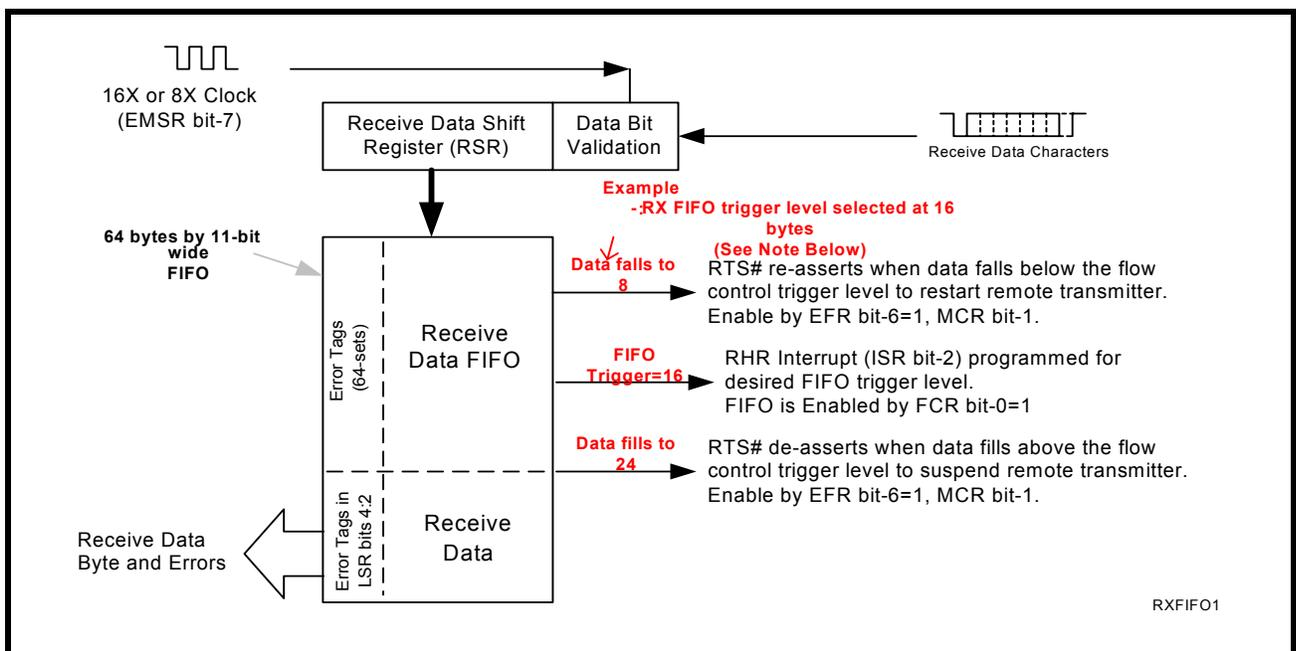 16X or 8X Clock
(EMSR bit-7)
Receive Data Shift
Register (RSR)
Data Bit
Validation
Receive Data Characters
Example
-:RX FIFO trigger level selected at 16
bytes
(See Note Below)
64 bytes by 11-bit
wide
FIFO
Data falls to
8
RTS# re-asserts when data falls below the flow
control trigger level to restart remote transmitter.
Enable by EFR bit-6=1, MCR bit-1.
Error Tags
(64-sets)
Receive
Data FIFO
FIFO
Trigger=16
RHR Interrupt (ISR bit-2) programmed for
desired FIFO trigger level.
FIFO is Enabled by FCR bit-0=1
Data fills to
24
RTS# de-asserts when data fills above the flow
control trigger level to suspend remote transmitter.
Enable by EFR bit-6=1, MCR bit-1.
Error Tags in
LSR bits 4:2
Receive
Data
Receive Data
Byte and Errors
RXFIFO1